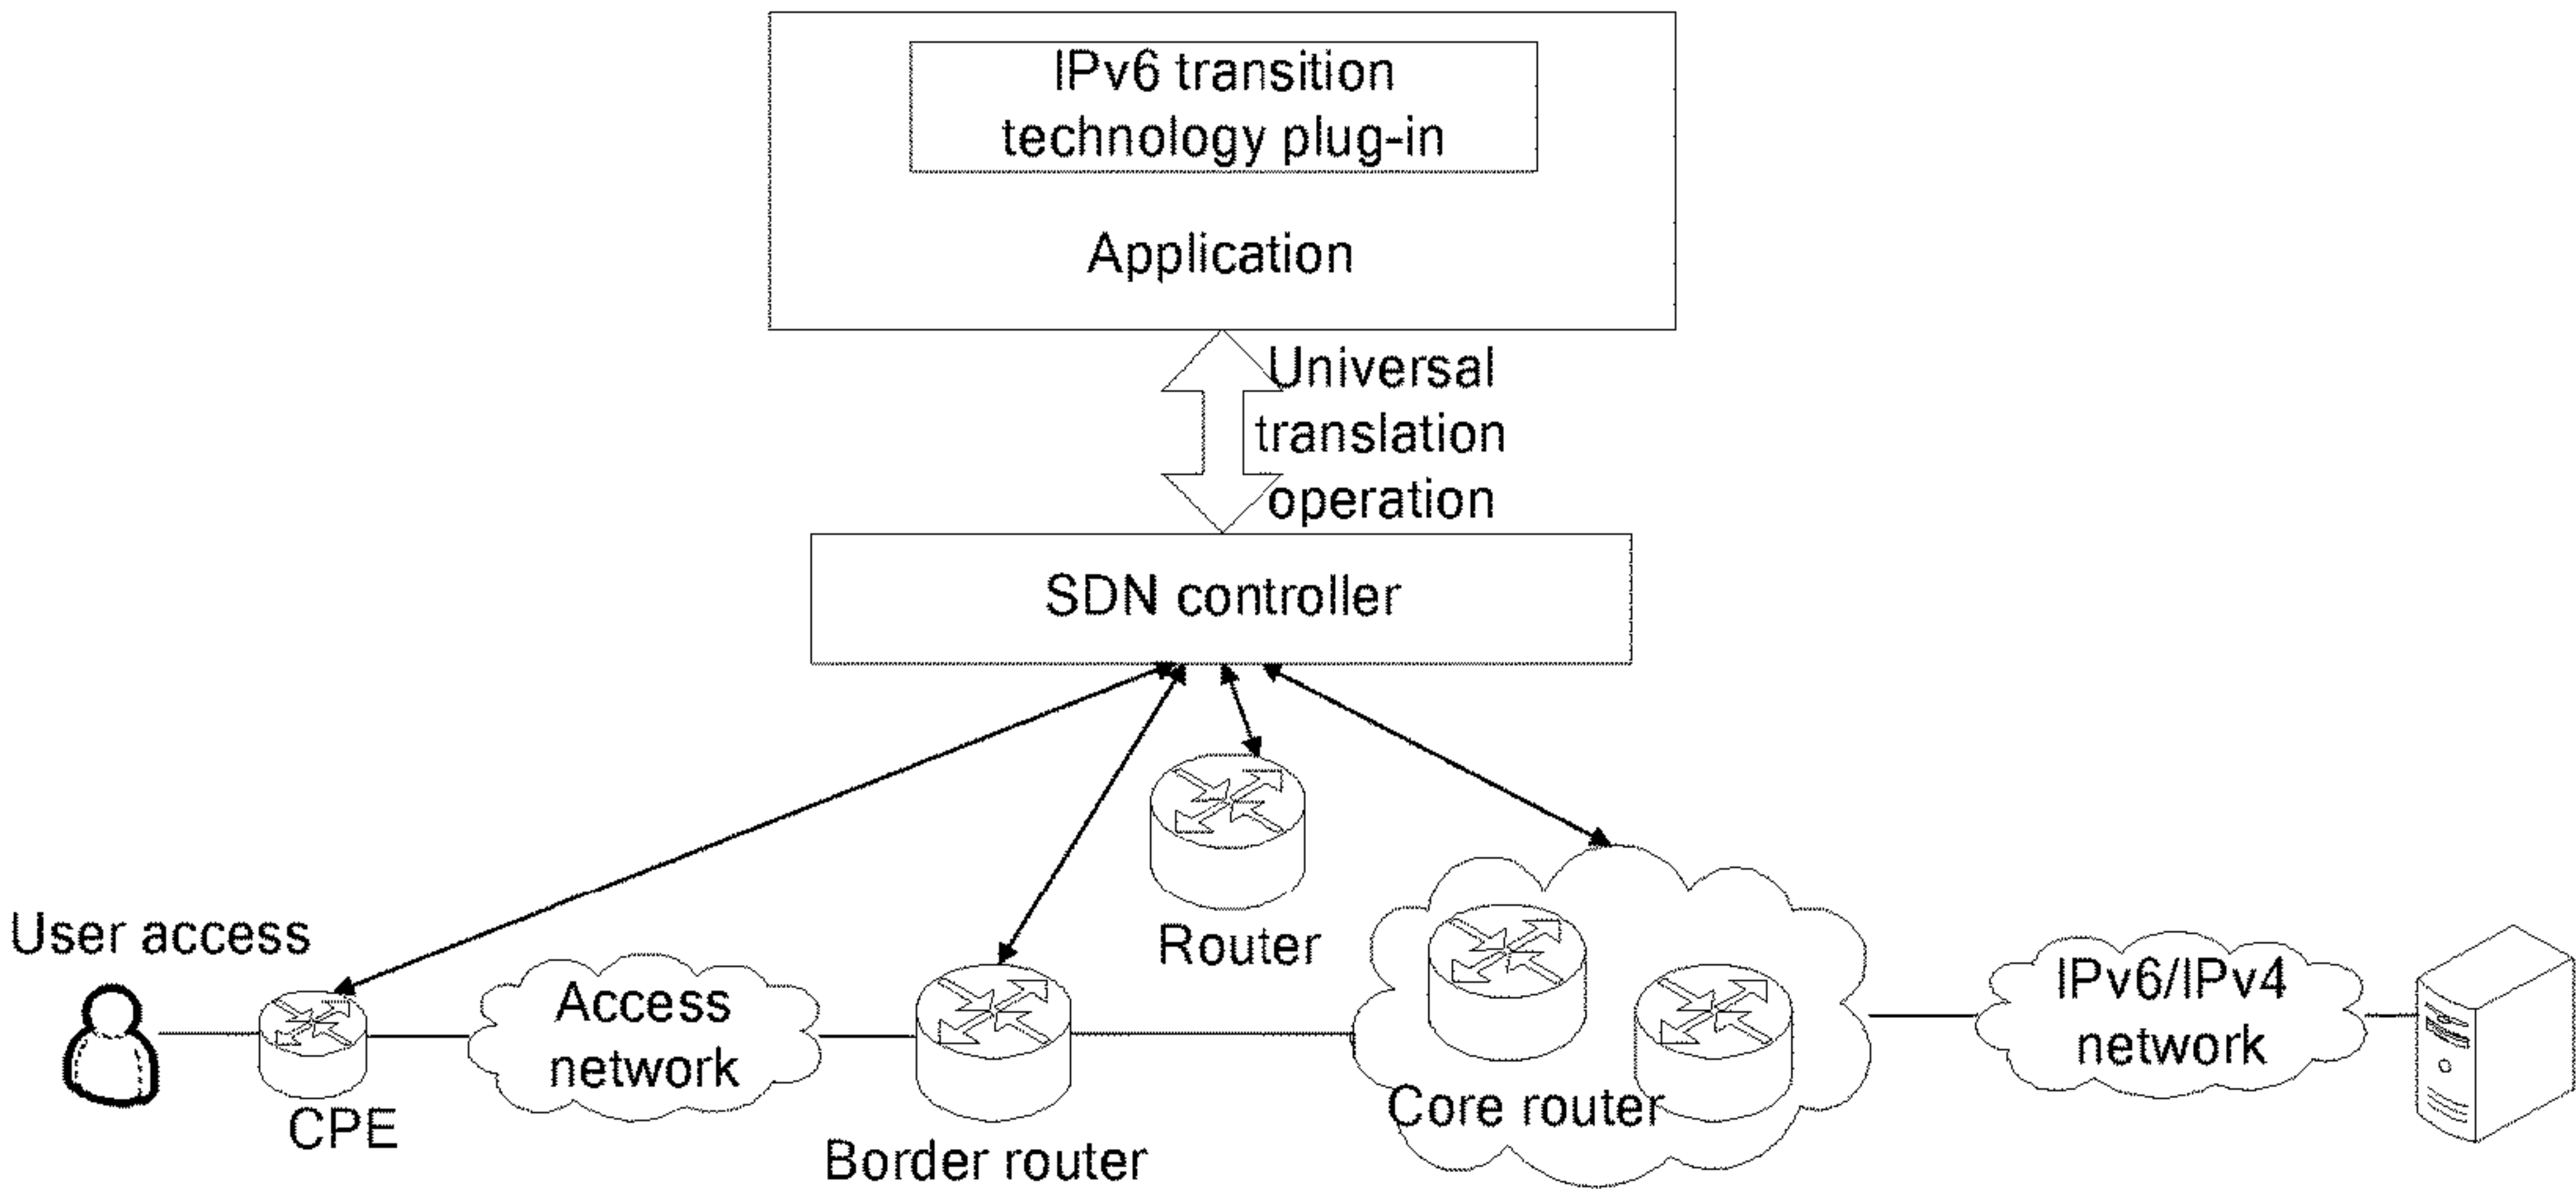 IPv6 transition
technology plug-in
Application
Universal
translation
operation
SDN controller
Router
User access
CPE
Access
network
Border router
Core router
IPv6/IPv4
network